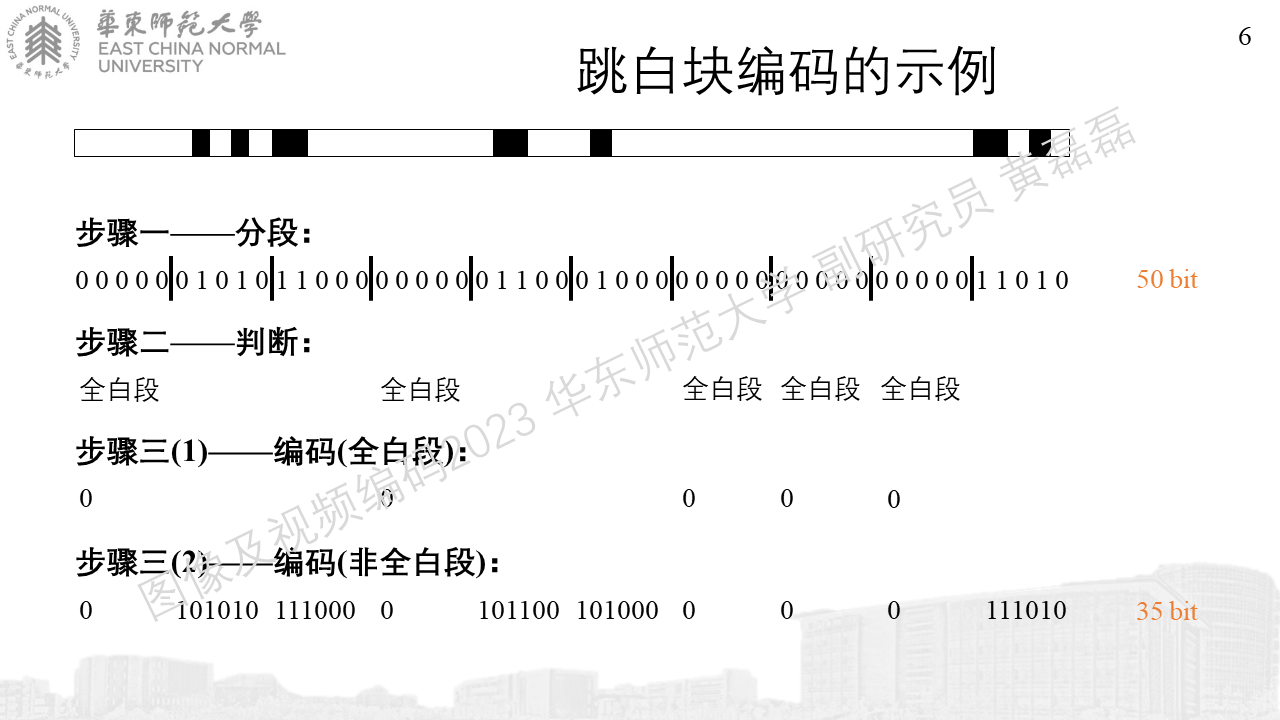 EAST CHINA NORMAL UNIVERSITY
華東師範大學
華東師範大學
EAST CHINA NORMAL
UNIVERSITY
6
跳白块编码的示例
步骤一——分段：
0 0 0 0 0 0 1 0 1 0 1 1 0 0 0 0 0 0 0 0 0 1 1 0 0 0 1 0 0 0 0 0 0 0 0 0 0 0 0 0 0 0 0 0 0 1 1 0 1 0 50 bit
步骤二——判断：
全白段 全白段 全白段 全白段 全白段
步骤三(1)——编码(全白段)：
0 0 0 0 0
步骤三(2)——编码(非全白段)：
0 101010 111000 0 101100 101000 0 0 0 111010 35 bit
图像及视频编码2023 华东师范大学 副研究员 黄磊磊